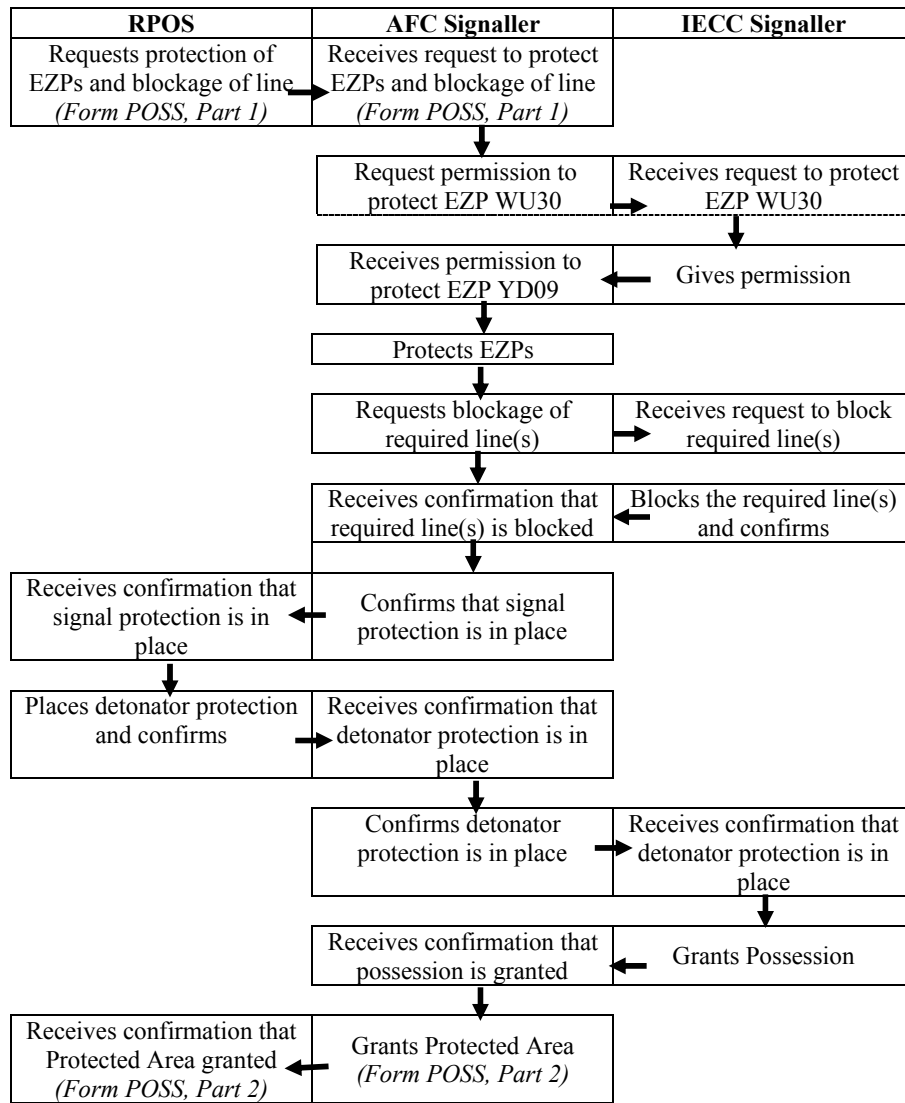 RPOS
AFC Signaller
IECC Signaller
Requests protection of
EZPs and blockage of line
(Form POSS, Part 1)
Receives request to protect
EZPs and blockage of line
(Form POSS, Part 1)
Request permission to
protect EZP WU30
Receives request to protect
EZP WU30
Receives permission to
protect EZP YD09
Gives permission
Protects EZPs
Requests blockage of
required line(s)
Receives request to block
required line(s)
Receives confirmation that
required line(s) is blocked
Blocks the required line(s)
and confirms
Receives confirmation that
signal protection is in
place
Confirms that signal
protection is in place
Places detonator protection
and confirms
Receives confirmation that
detonator protection is in
place
Confirms detonator
protection is in place
Receives confirmation that
detonator protection is in
place
Receives confirmation that
possession is granted
Grants Possession
Receives confirmation that
Protected Area granted
(Form POSS, Part 2)
Grants Protected Area
(Form POSS, Part 2)